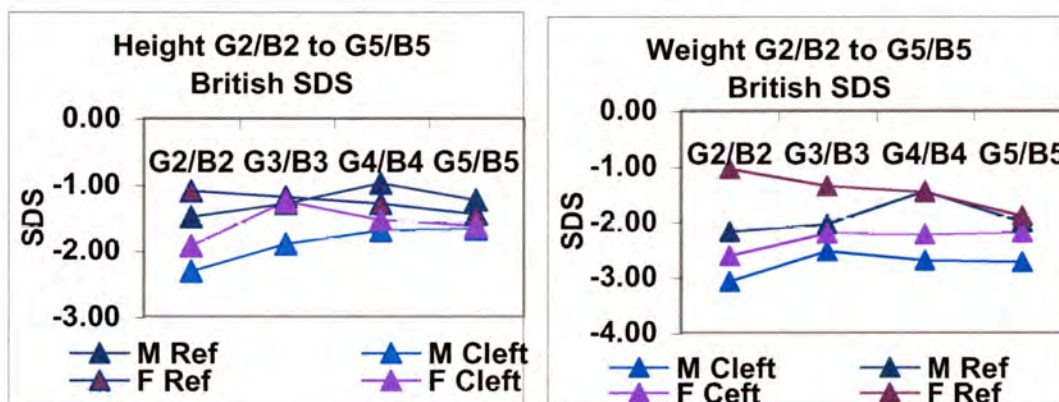 Height G2/B2 to G5/B5
British SDS
0.00
G2/B2 G3/B3 G4/B4 G5/B5
-1.00
SDS
-2.00
-3.00
M Ref M Cleft
F Ref F Cleft
Weight G2/B2 to G5/B5
British SDS
0.00
G2/B2 G3/B3 G4/B4 G5/B5
-1.00
-2.00
SDS
-3.00
-4.00
M Cleft M Ref
F Ceft F Ref